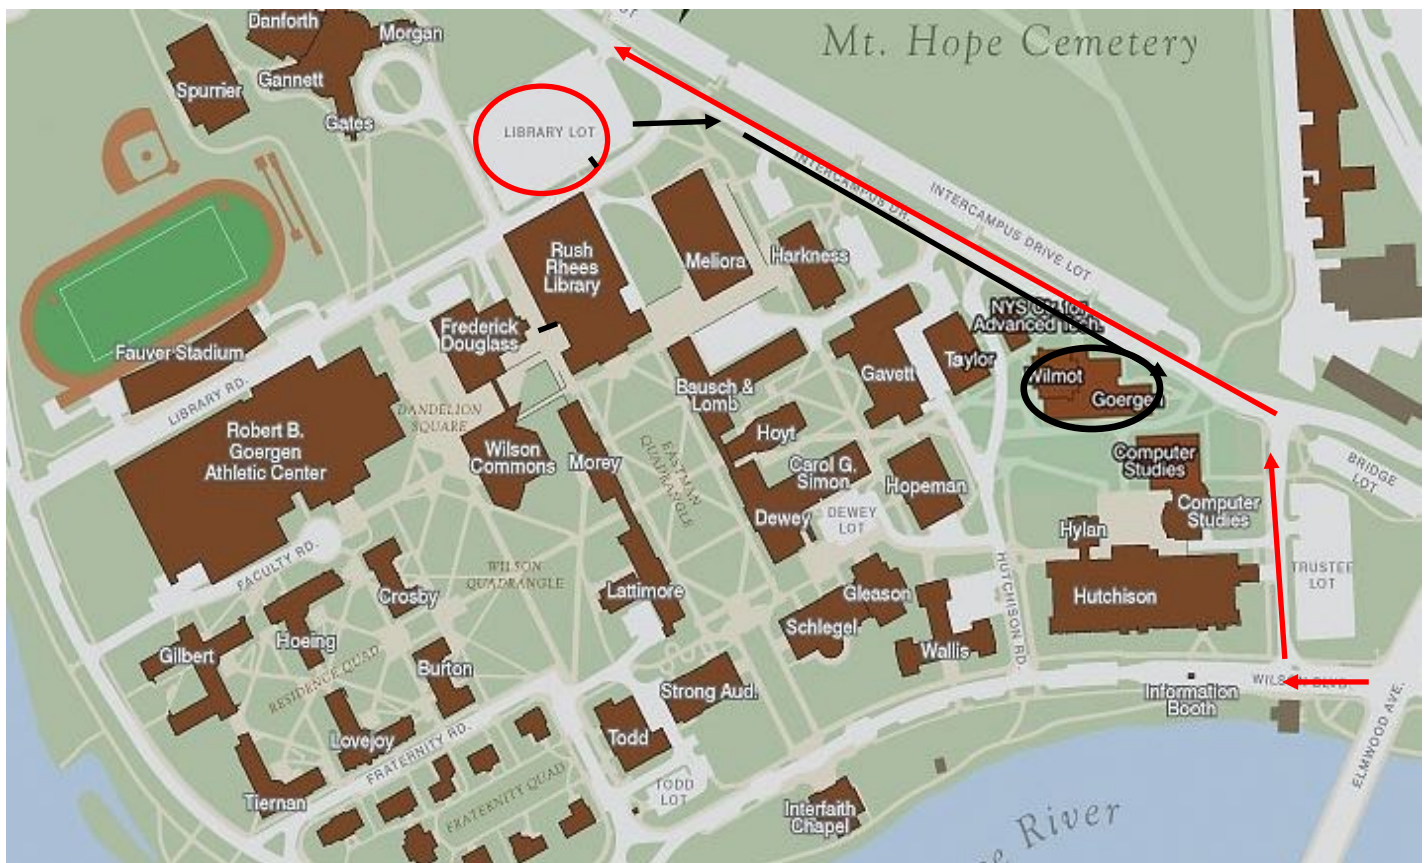 Danforth
Morgan
Mt. Hope Cemetery
Gannett
Spurrier
Gates
LIBRARY LOT
INTERCAMPUS DR.
INTERCAMPUS DRIVE LOT
Rush
Rhees
Library
Meliora
Harkness
Frederick
Douglass
Fauver Stadium
LIBRARY RD.
Advanced Tech.
Taylor
Wilmot
Goergen
Gavett
Bausch &
Lomb
DANDELION
SQUARE
Robert B.
Goergen
Athletic Center
Wilson
Commons
Morey
EASTMAN
QUADRANGLE
Hoyt
Carol G.
Simon
Hopeman
Computer
Studies
BRIDGE
LOT
Dewey
DEWEY
LOT
Computer
Studies
Hylan
FACULTY RD.
WILSON
QUADRANGLE
HUTCHISON RD.
TRUSTEE
LOT
Crosby
Lattimore
Gleason
Hutchison
Hoeing
Schlegel
Wallis
Gilbert
RESIDENCE QUAD
Burton
Strong Aud.
WILSON BLVD.
Information
Booth
ELMWOOD AVE.
Lovejoy
FRATERNITY RD.
Todd
TODD
LOT
Tiernan
FRATERNITY QUAD
Interfaith
Chapel
River